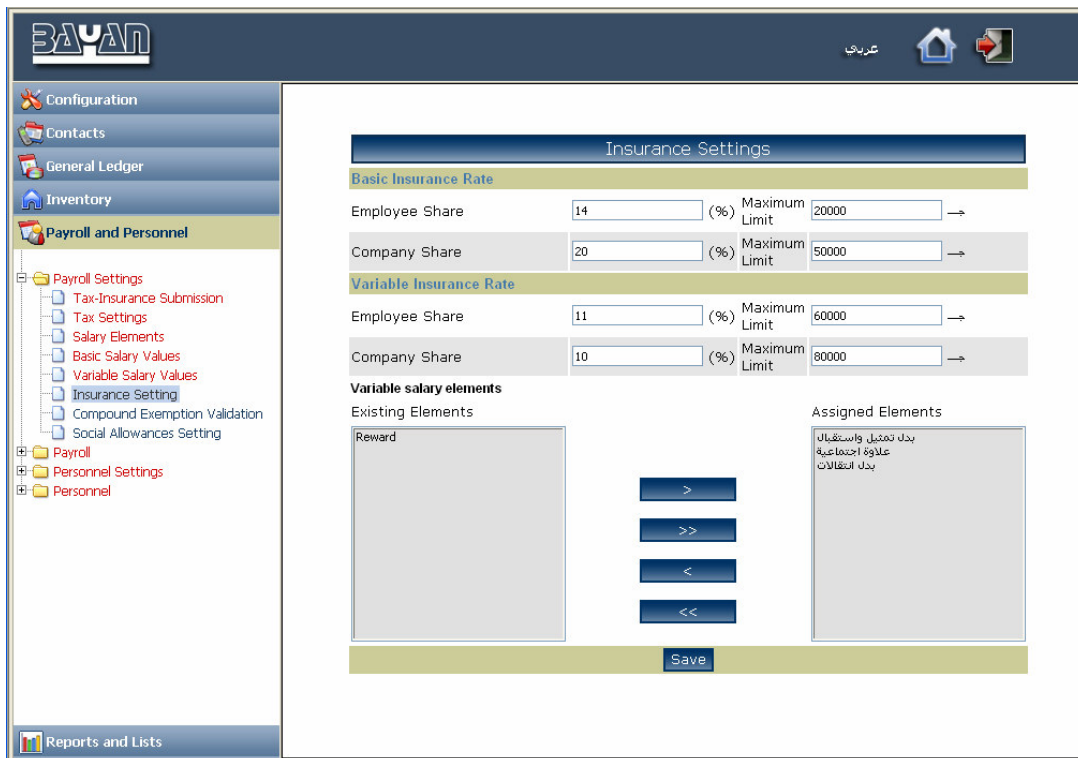 BAYAN
عربي
Configuration
Contacts
General Ledger
Inventory
Payroll and Personnel
Payroll Settings
Tax-Insurance Submission
Tax Settings
Salary Elements
Basic Salary Values
Variable Salary Values
Insurance Setting
Compound Exemption Validation
Social Allowances Setting
Payroll
Personnel Settings
Personnel
Reports and Lists
Insurance Settings
Basic Insurance Rate
Employee Share 14 (%) Maximum Limit 20000 جـ
Company Share 20 (%) Maximum Limit 50000 جـ
Variable Insurance Rate
Employee Share 11 (%) Maximum Limit 60000 جـ
Company Share 10 (%) Maximum Limit 80000 جـ
Variable salary elements
Existing Elements Assigned Elements
Reward
بدل تمثيل واستقبال
علاوة اجتماعية
بدل انتقالات
>
>>
<
<<
Save